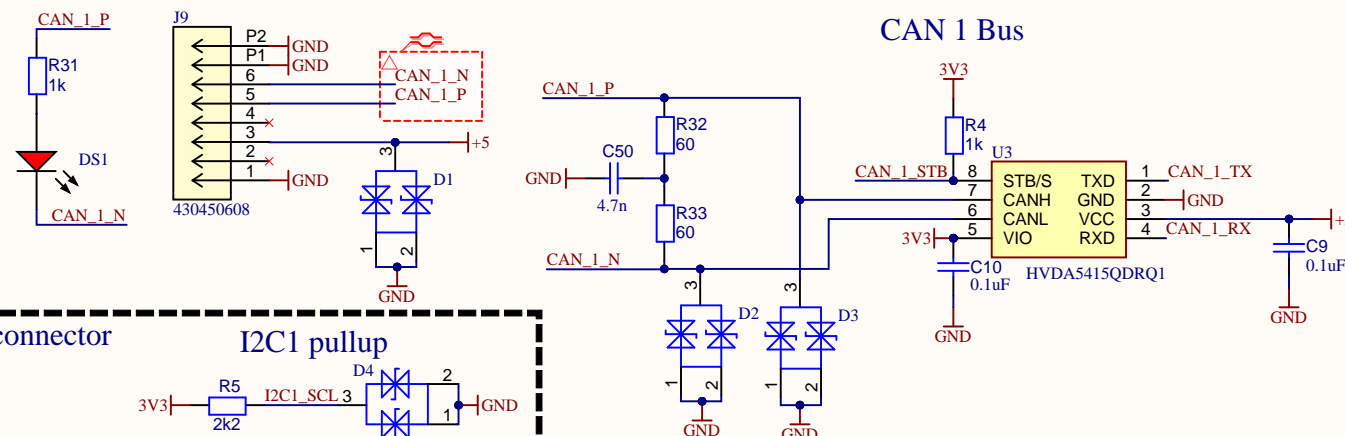 CAN_1_P
R31
1k
DS1
CAN_1_N
J9
P2
GND
P1
GND
6
CAN_1_N
5
CAN_1_P
4
3
+5
2
1
GND
430450608
3
D1
1
2
GND
CAN 1 Bus
CAN_1_P
R32
60
C50
GND
4.7n
R33
60
CAN_1_N
3V3
R4
1k
U3
CAN_1_STB
8
STB/S
TXD
1
CAN_1_TX
7
CANH
GND
2
GND
6
CANL
VCC
3
5
VIO
RXD
4
CAN_1_RX
3V3
HVDA5415QDRQ1
C10
0.1uF
GND
C9
0.1uF
GND
3
D2
1
2
GND
3
D3
1
2
GND
connector
I2C1 pullup
D4
3V3
R5
2k2
I2C1_SCL
3
2
1
GND